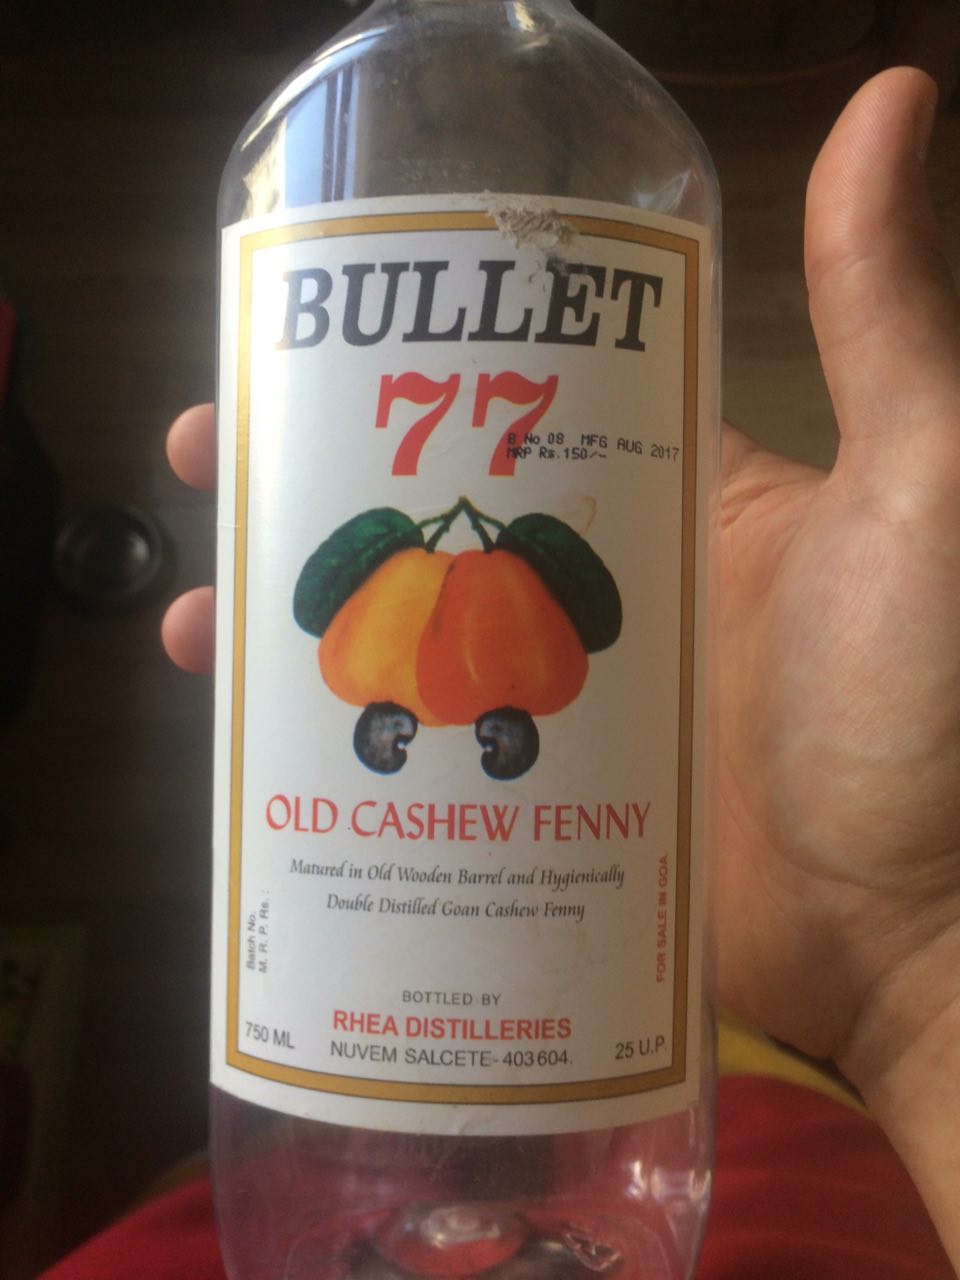 BULLET
77
B No 08 MFG AUG 2017
MRP Rs.150/-
OLD CASHEW FENNY
Matured in Old Wooden Barrel and Hygienically
Double Distilled Goan Cashew Fenny
Batch No.
M. R. P. Rs. :
FOR SALE IN GOA.
BOTTLED BY
RHEA DISTILLERIES
NUVEM SALCETE-403 604.
750 ML
25 U.P.